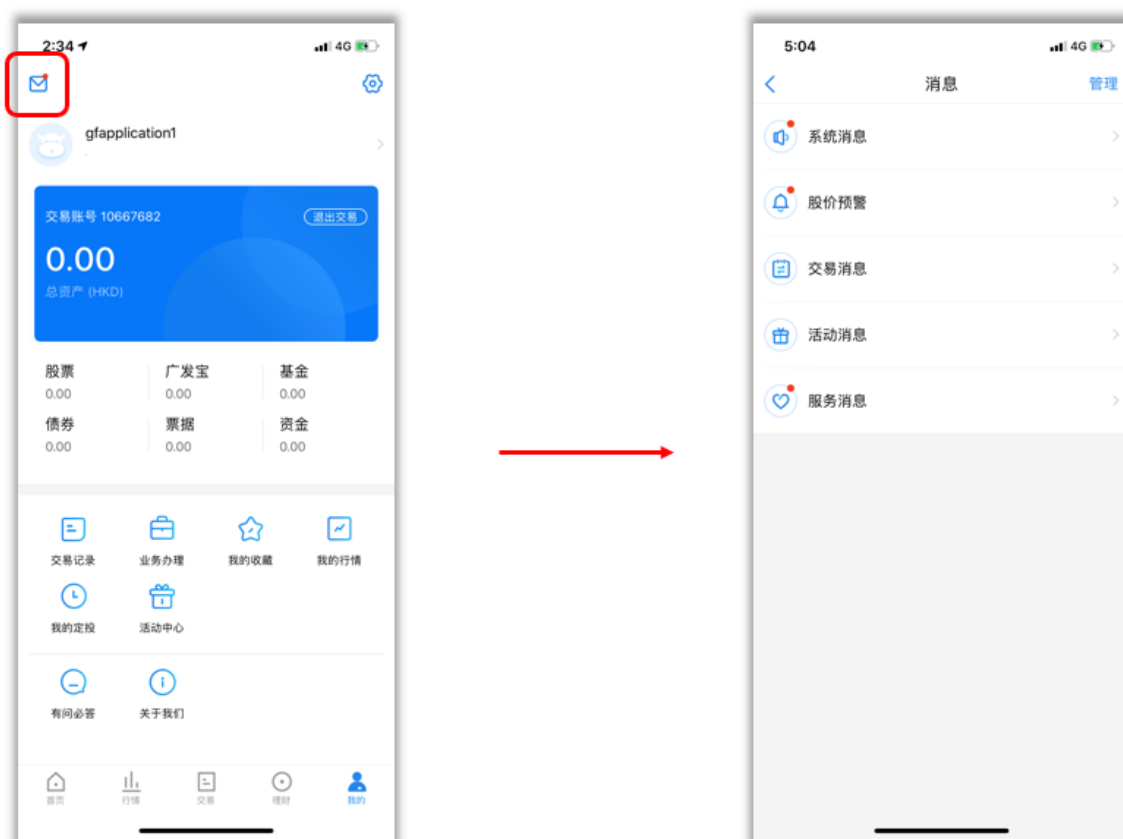 2:34
4G
gfapplication1
交易账号 10667682
退出交易
0.00
总资产 (HKD)
股票 广发宝 基金
0.00 0.00 0.00
债券 票据 资金
0.00 0.00 0.00
交易记录 业务办理 我的收藏 我的行情
我的定投 活动中心
有问必答 关于我们
首页 行情 交易 理财 我的
5:04
4G
消息 管理
系统消息
股价预警
交易消息
活动消息
服务消息